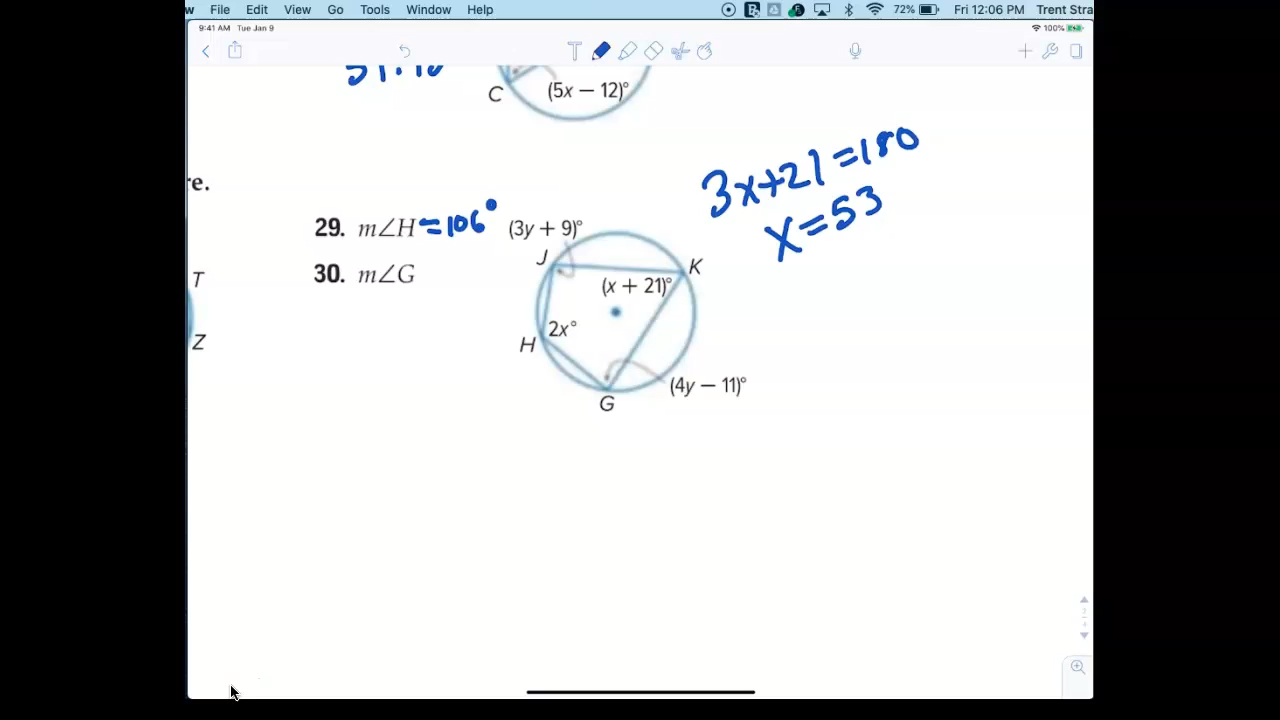 w File Edit View Go Tools Window Help 72% Fri 12:06 PM Trent Stra
9:41 AM Tue Jan 9 100%
(5x – 12)°
C
3x+21=180
x=53
re.
29. m∠H =106° (3y + 9)°
J
K
30. m∠G
T
(x + 21)°
2x°
Z
H
(4y – 11)°
G